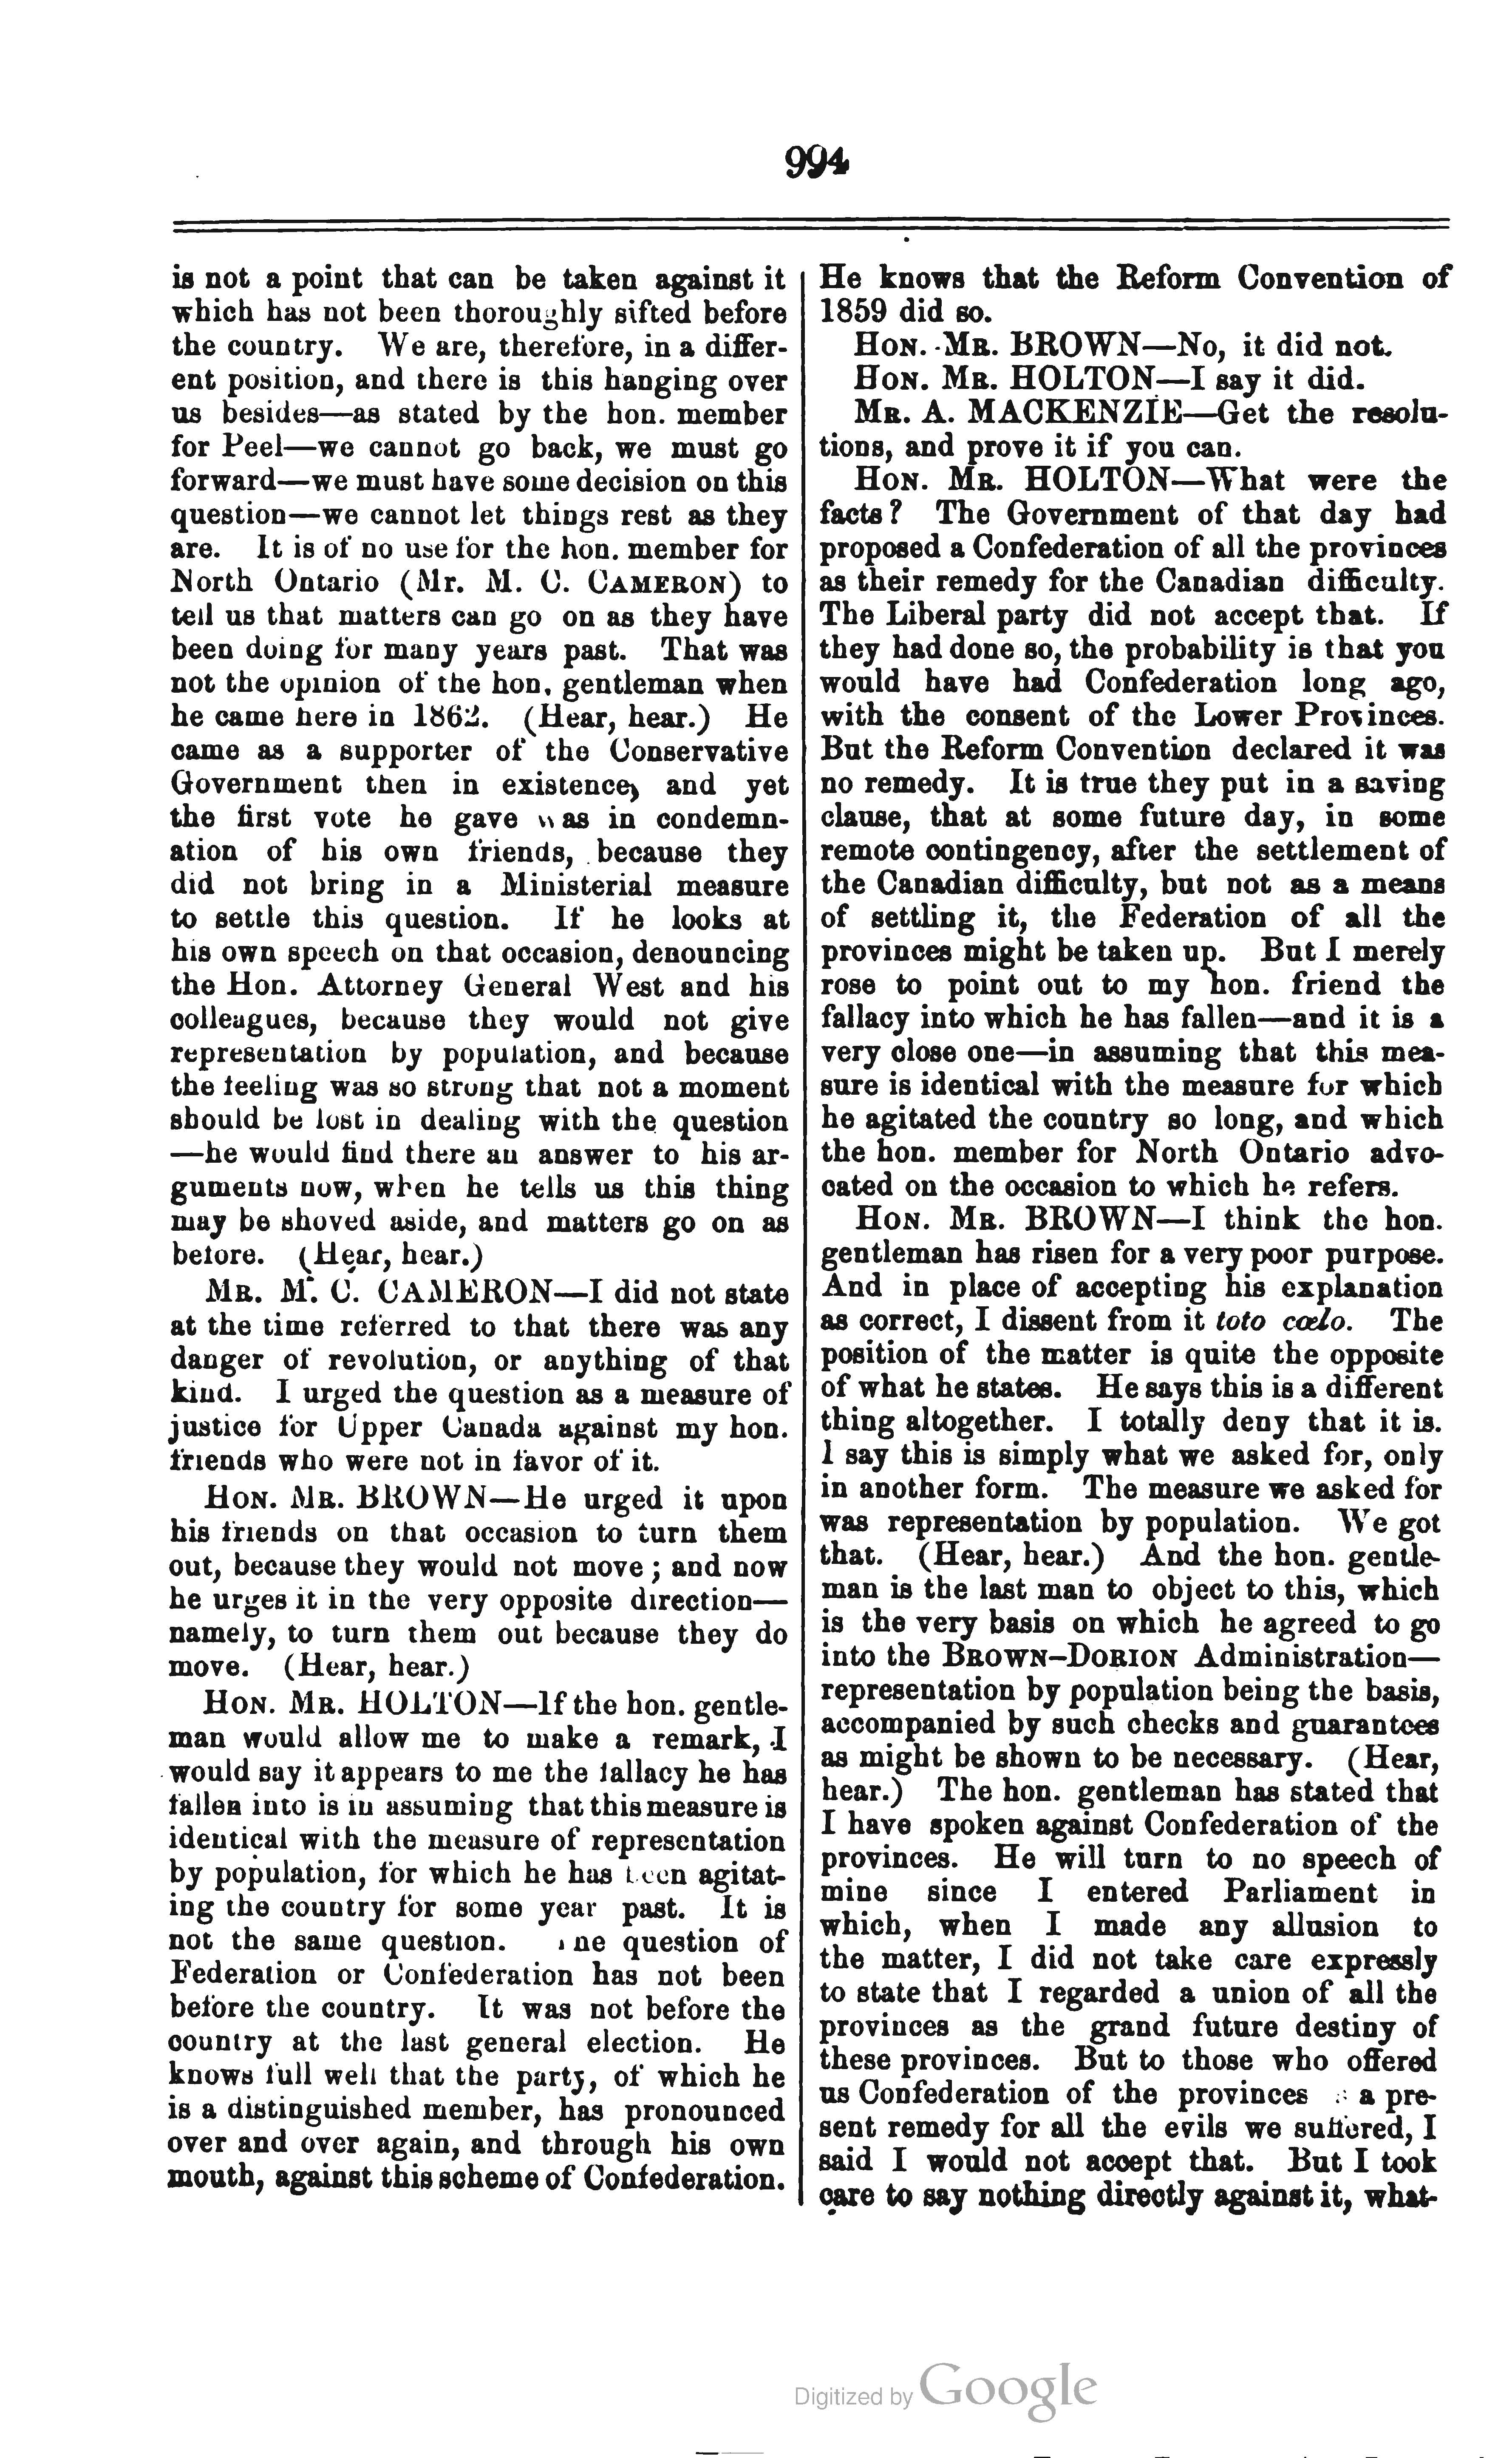 994
is not a point that can be taken against it
which has not been thoroughly sifted before
the country. We are, therefore, in a differ-
ent position, and there is this hanging over
us besides—as stated by the hon. member
for Peel—we cannot go back, we must go
forward—we must have some decision on this
question—we cannot let things rest as they
are. It is of no use for the hon. member for
North Ontario (Mr. M. C. CAMERON) to
tell us that matters can go on as they have
been doing for many years past. That was
not the opinion of the hon. gentleman when
he came here in 1862. (Hear, hear.) He
came as a supporter of the Conservative
Government then in existence, and yet
the first vote he gave was in condemn-
ation of his own friends, because they
did not bring in a Ministerial measure
to settle this question. If he looks at
his own speech on that occasion, denouncing
the Hon. Attorney General West and his
colleagues, because they would not give
representation by population, and because
the feeling was so strong that not a moment
should be lost in dealing with the question
—he would find there an answer to his ar-
guments now, when he tells us this thing
may be shoved aside, and matters go on as
before. (Hear, hear.)
MR. M. C. CAMERON—I did not state
at the time referred to that there was any
danger of revolution, or anything of that
kind. I urged the question as a measure of
justice for Upper Canada against my hon.
friends who were not in favor of it.
HON. MR. BROWN—He urged it upon
his friends on that occasion to turn them
out, because they would not move; and now
he urges it in the very opposite direction—
namely, to turn them out because they do
move. (Hear, hear.)
HON. MR. HOLTON—If the hon. gentle-
man would allow me to make a remark, I
would say it appears to me the fallacy he has
fallen into is in assuming that this measure is
identical with the measure of representation
by population, for which he has been agitat-
ing the country for some year past. It is
not the same question. The question of
Federation or Confederation has not been
before the country. It was not before the
country at the last general election. He
knows full well that the party, of which he
is a distinguished member, has pronounced
over and over again, and through his own
mouth, against this scheme of Confederation.
He knows that the Reform Convention of
1859 did so.
HON. MR. BROWN—No, it did not.
HON. MR. HOLTON—I say it did.
MR. A. MACKENZIE—Get the resolu-
tions, and prove it if you can.
HON. MR. HOLTON—What were the
facts? The Government of that day had
proposed a Confederation of all the provinces
as their remedy for the Canadian difficulty.
The Liberal party did not accept that. If
they had done so, the probability is that you
would have had Confederation long ago,
with the consent of the Lower Provinces.
But the Reform Convention declared it was
no remedy. It is true they put in a saving
clause, that at some future day, in some
remote contingency, after the settlement of
the Canadian difficulty, but not as a means
of settling it, the Federation of all the
provinces might be taken up. But I merely
rose to point out to my hon. friend the
fallacy into which he has fallen—and it is a
very close one—in assuming that this mea-
sure is identical with the measure for which
he agitated the country so long, and which
the hon. member for North Ontario advo-
cated on the occasion to which he refers.
HON. MR. BROWN—I think the hon.
gentleman has risen for a very poor purpose.
And in place of accepting his explanation
as correct, I dissent from it toto cœlo. The
position of the matter is quite the opposite
of what he states. He says this is a different
thing altogether. I totally deny that it is.
I say this is simply what we asked for, only
in another form. The measure we asked for
was representation by population. We got
that. (Hear, hear.) And the hon. gentle-
man is the last man to object to this, which
is the very basis on which he agreed to go
into the BROWN-DORION Administration—
representation by population being the basis,
accompanied by such checks and guarantees
as might be shown to be necessary. (Hear,
hear.) The hon. gentleman has stated that
I have spoken against Confederation of the
provinces. He will turn to no speech of
mine since I entered Parliament in
which, when I made any allusion to
the matter, I did not take care expressly
to state that I regarded a union of all the
provinces as the grand future destiny of
these provinces. But to those who offered
us Confederation of the provinces a pre-
sent remedy for all the evils we suffered, I
said I would not accept that. But I took
care to say nothing directly against it, what-
Digitized by Google